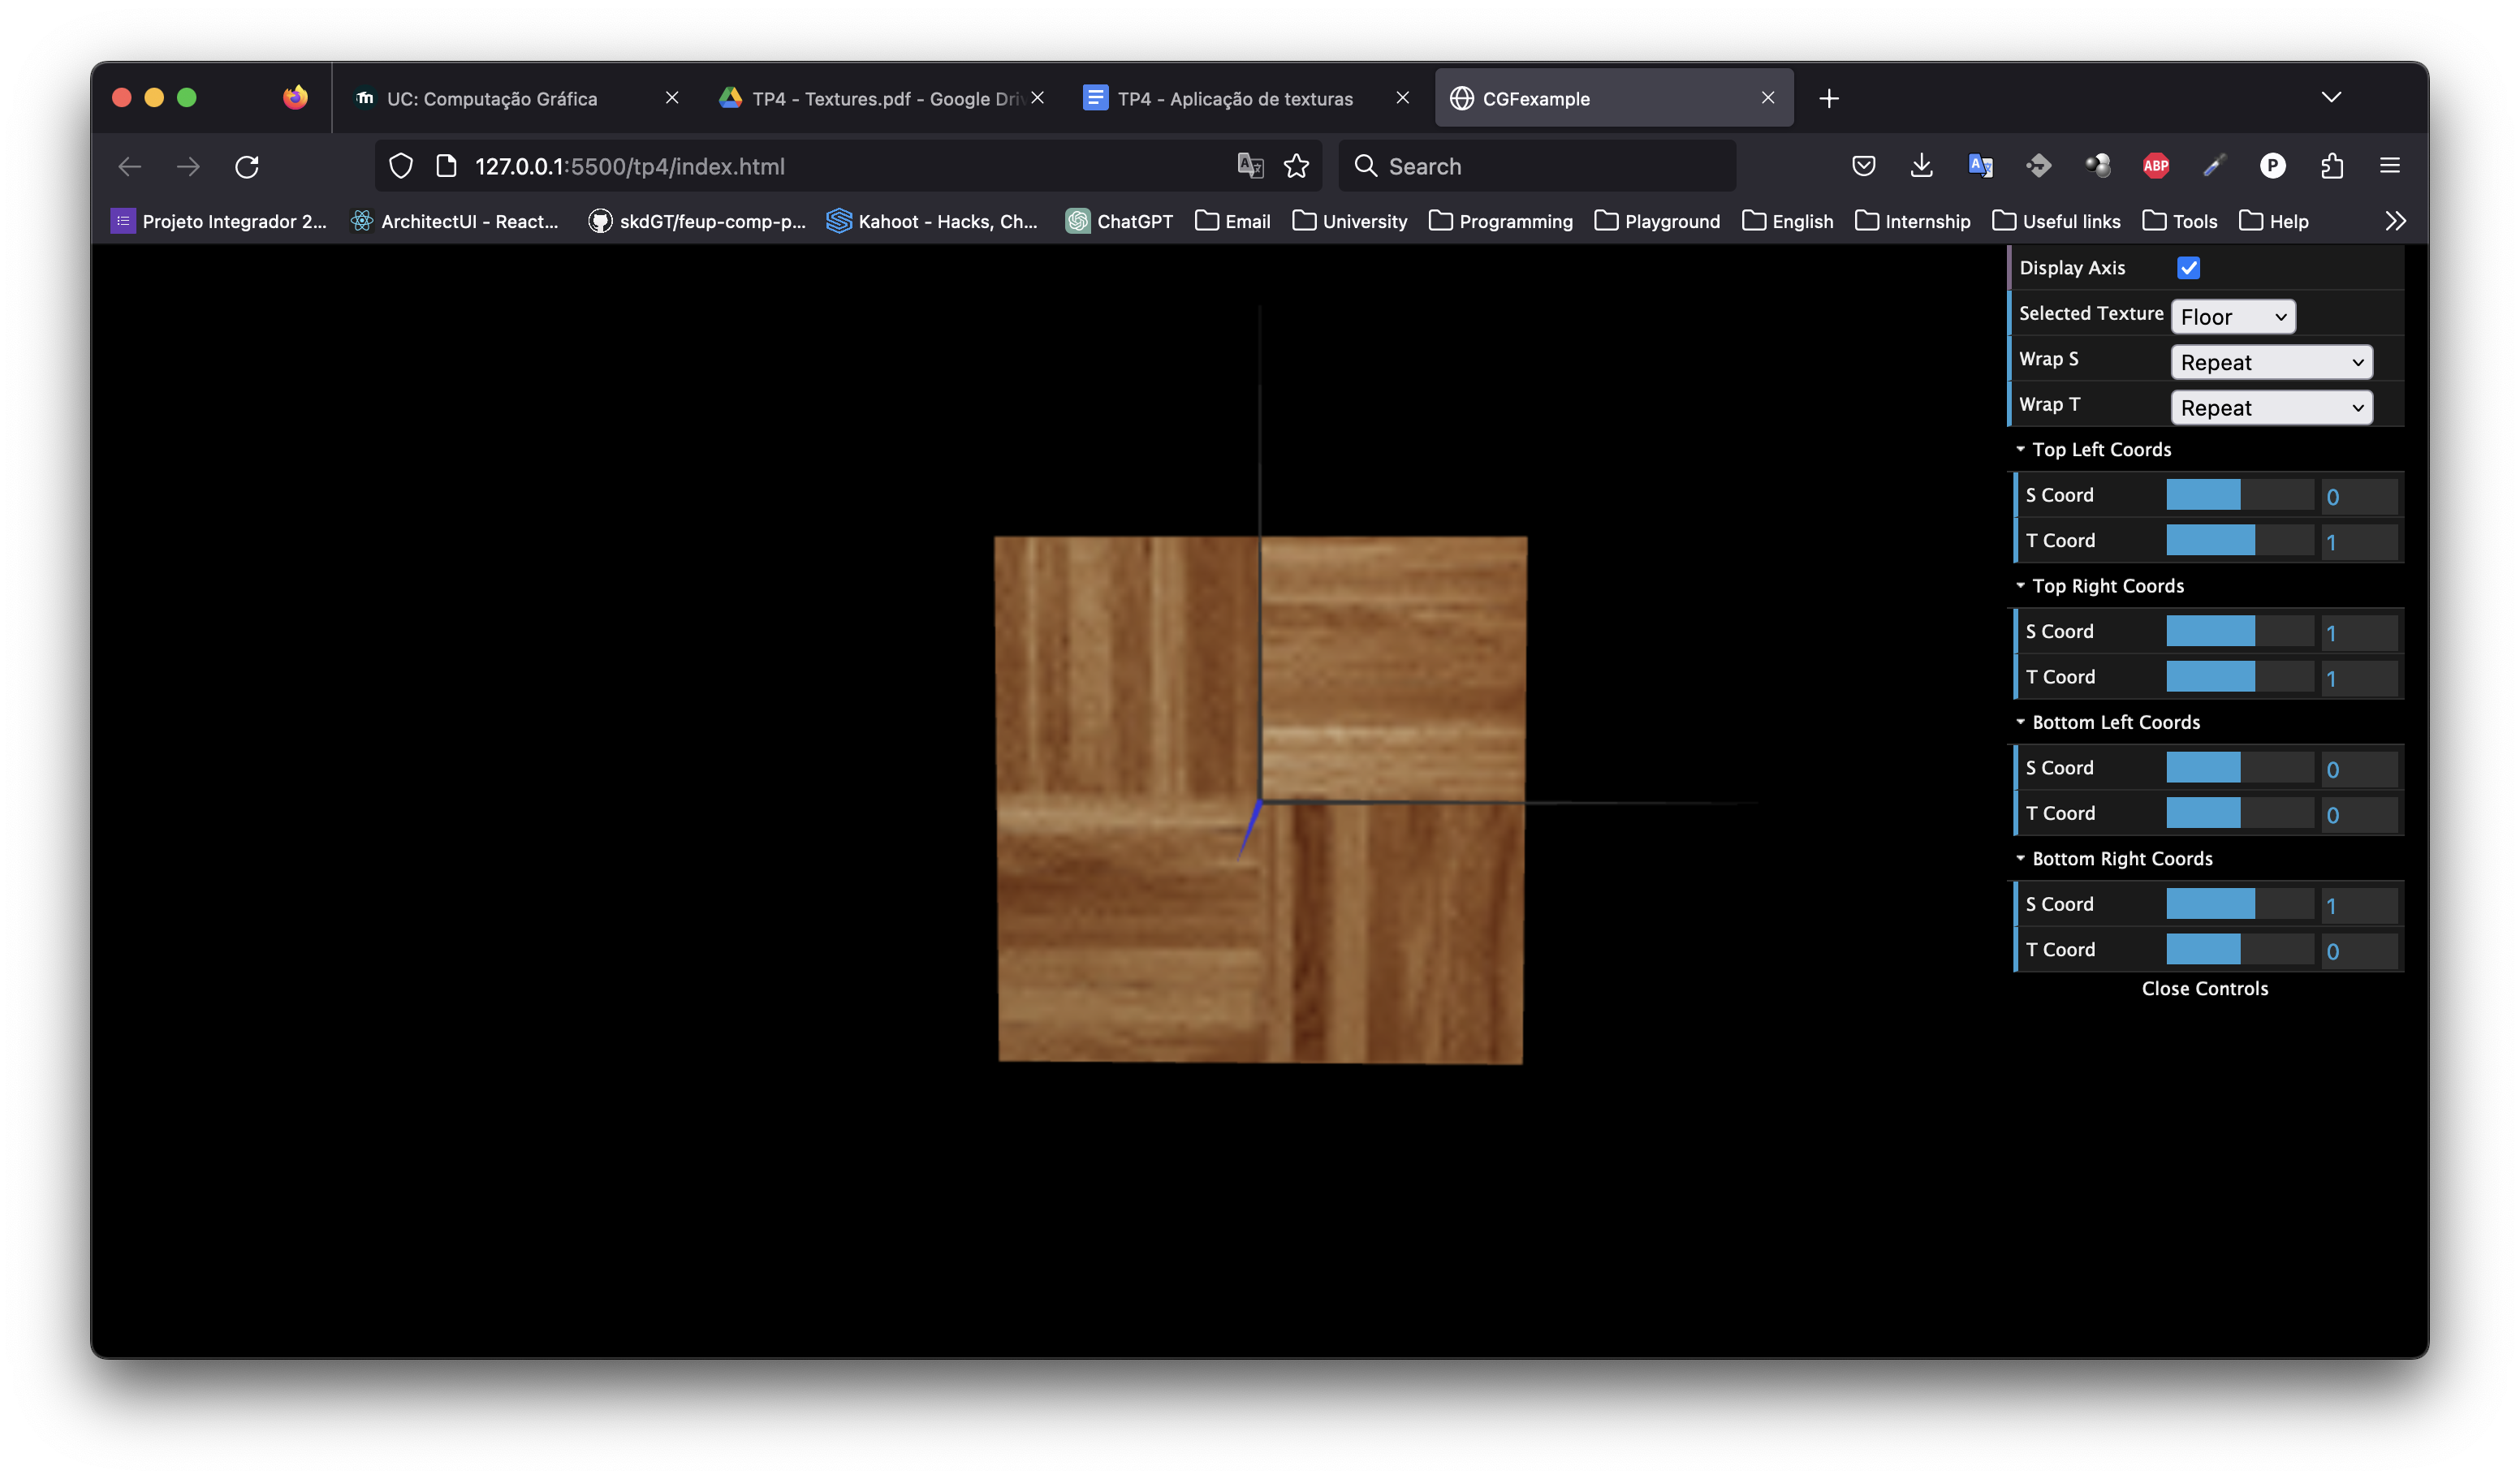 UC: Computação Gráfica
TP4 - Textures.pdf - Google Driv
TP4 - Aplicação de texturas
CGFexample
127.0.0.1:5500/tp4/index.html
Search
ABP
P
Projeto Integrador 2...
ArchitectUI - React...
skdGT/feup-comp-p...
Kahoot - Hacks, Ch...
ChatGPT
Email
University
Programming
Playground
English
Internship
Useful links
Tools
Help
Display Axis
Selected Texture Floor
Wrap S Repeat
Wrap T Repeat
Top Left Coords
S Coord 0
T Coord 1
Top Right Coords
S Coord 1
T Coord 1
Bottom Left Coords
S Coord 0
T Coord 0
Bottom Right Coords
S Coord 1
T Coord 0
Close Controls